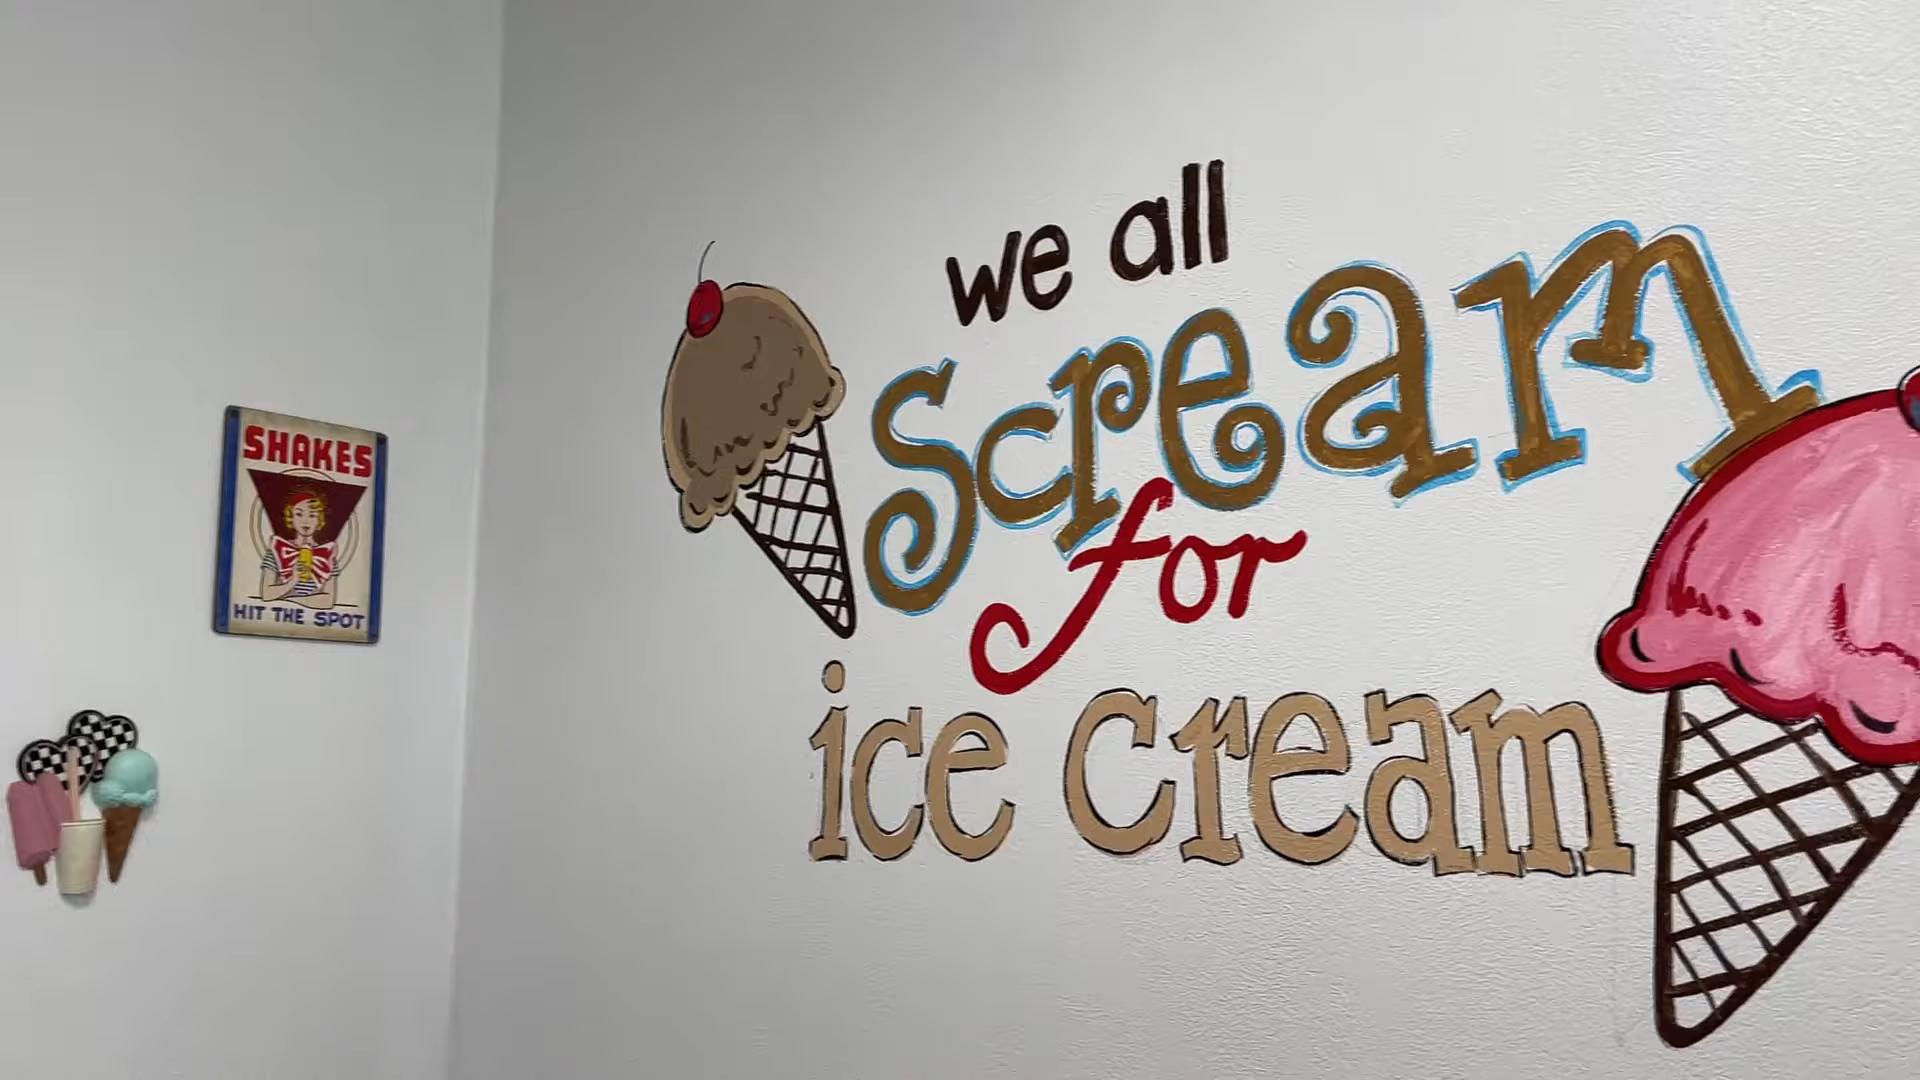 SHAKES
HIT THE SPOT
we all
Scream
for
ice cream